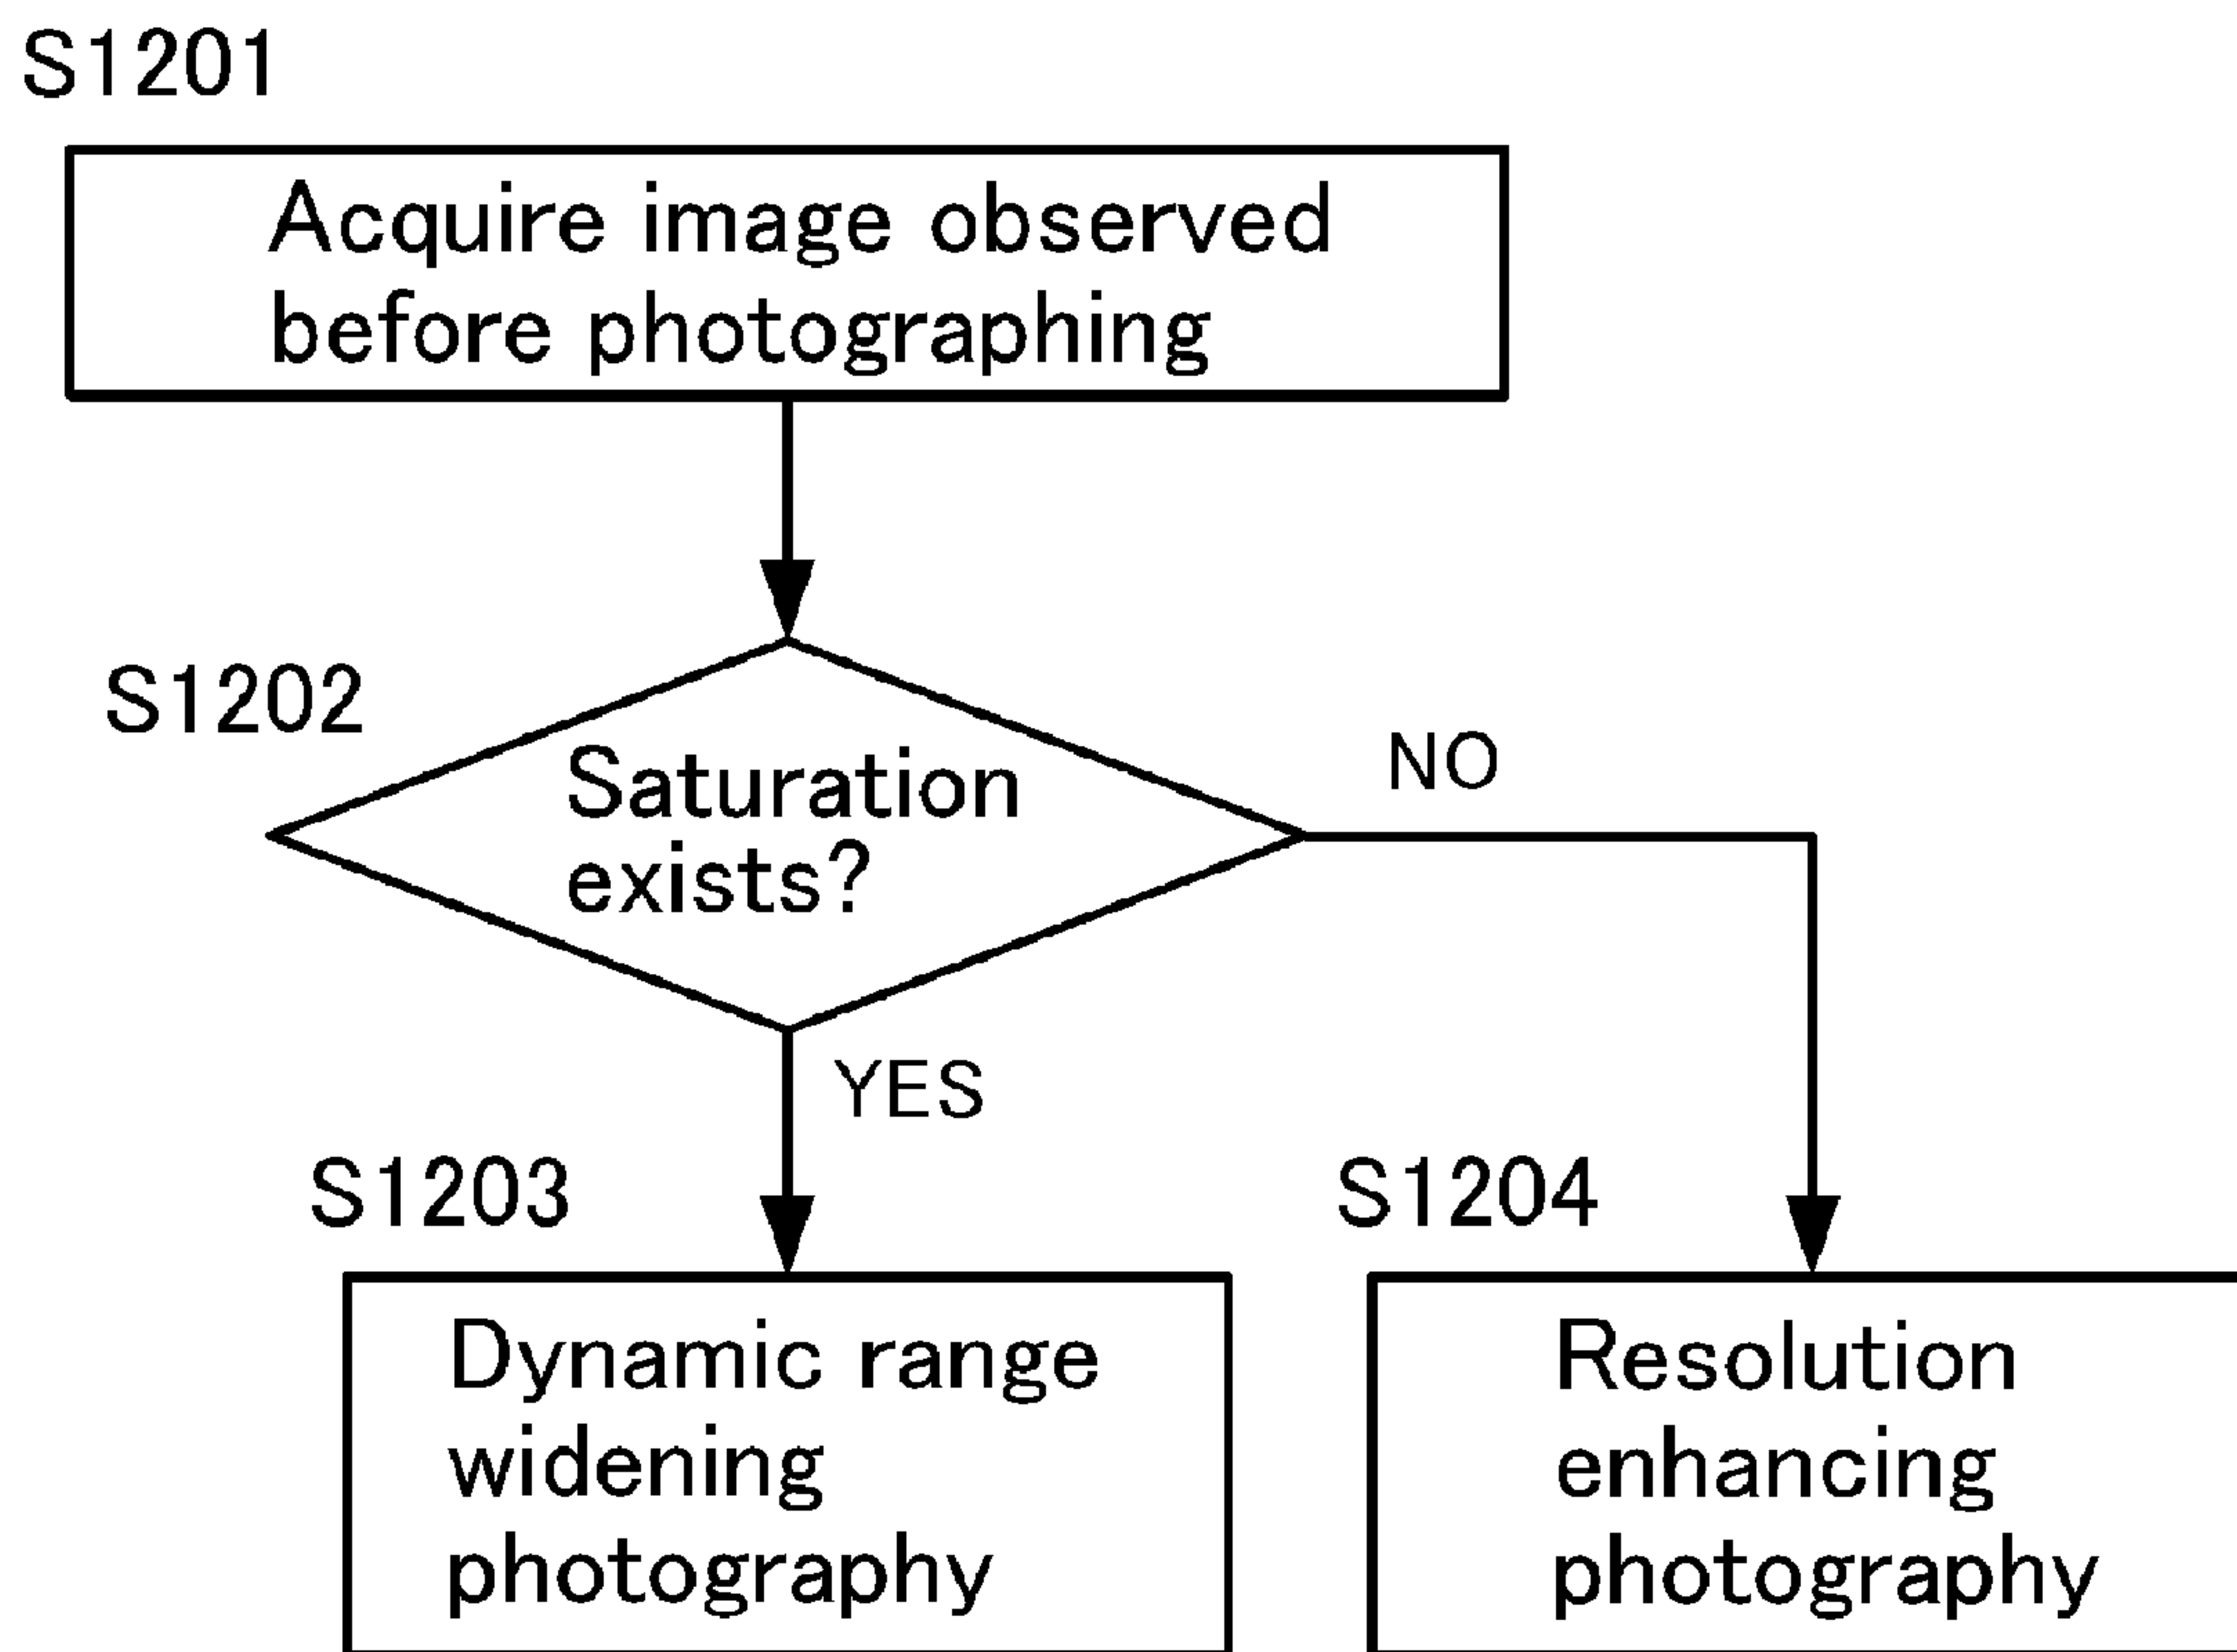 S1201
Acquire image observed
before photographing
S1202
Saturation
exists?
NO
YES
S1203
S1204
Dynamic range
widening
photography
Resolution
enhancing
photography